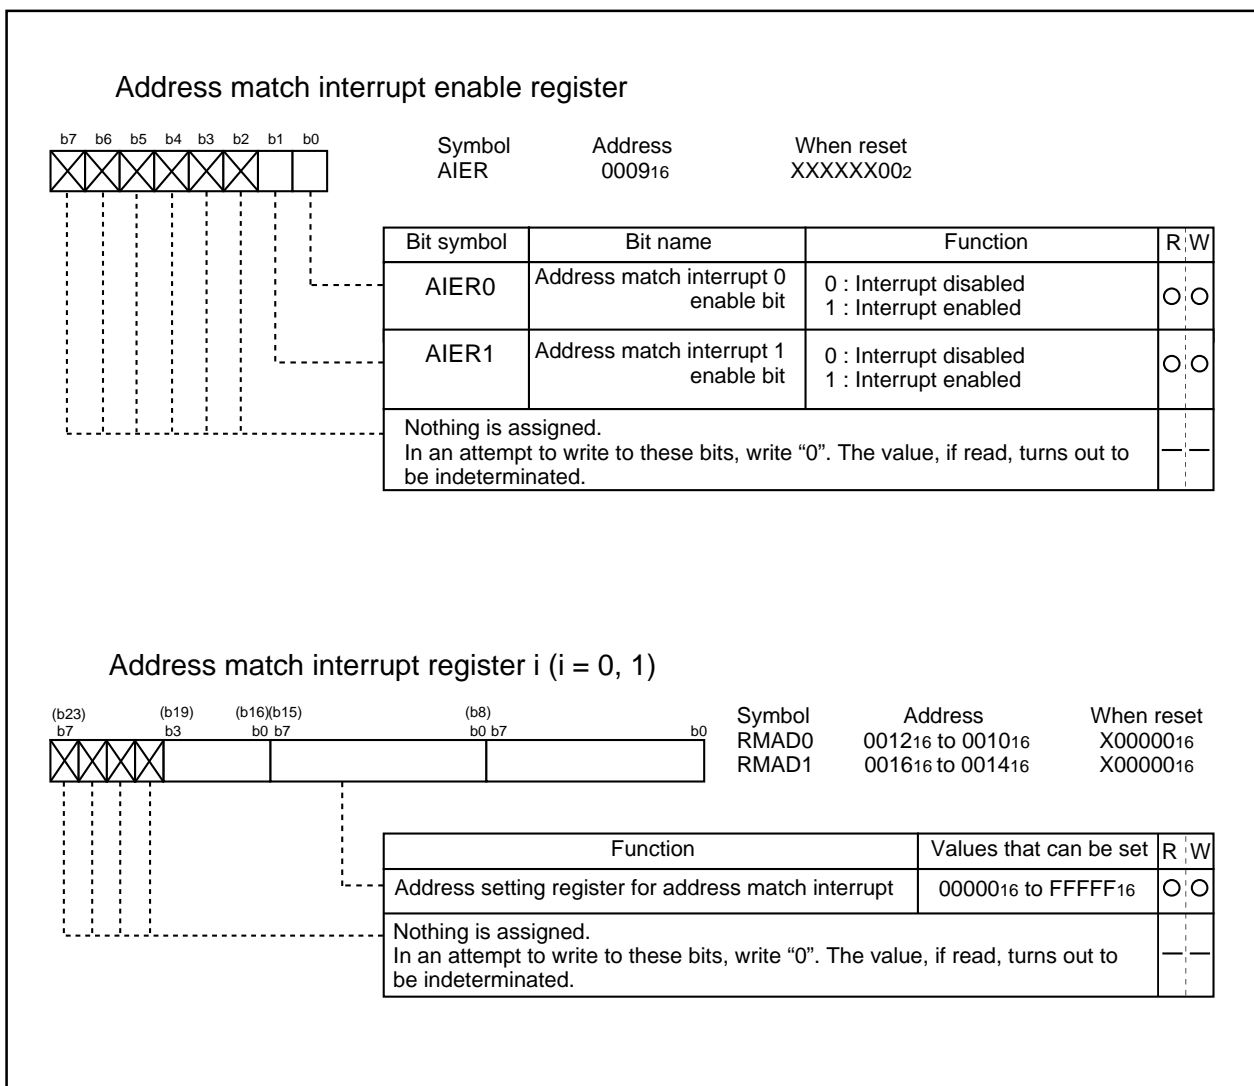 Address match interrupt enable register
b7 b6 b5 b4 b3 b2 b1 b0
Symbol Address When reset
AIER 000916 XXXXXX002
Bit symbol Bit name Function R W
AIER0 Address match interrupt 0 enable bit 0 : Interrupt disabled
1 : Interrupt enabled
AIER1 Address match interrupt 1 enable bit 0 : Interrupt disabled
1 : Interrupt enabled
Nothing is assigned.
In an attempt to write to these bits, write “0”. The value, if read, turns out to
be indeterminated.
Address match interrupt register i (i = 0, 1)
(b23) (b19) (b16)(b15) (b8)
b7 b3 b0 b7 b0 b7 b0
Symbol Address When reset
RMAD0 001216 to 001016 X0000016
RMAD1 001616 to 001416 X0000016
Function Values that can be set R W
Address setting register for address match interrupt 0000016 to FFFFF16
Nothing is assigned.
In an attempt to write to these bits, write “0”. The value, if read, turns out to
be indeterminated.